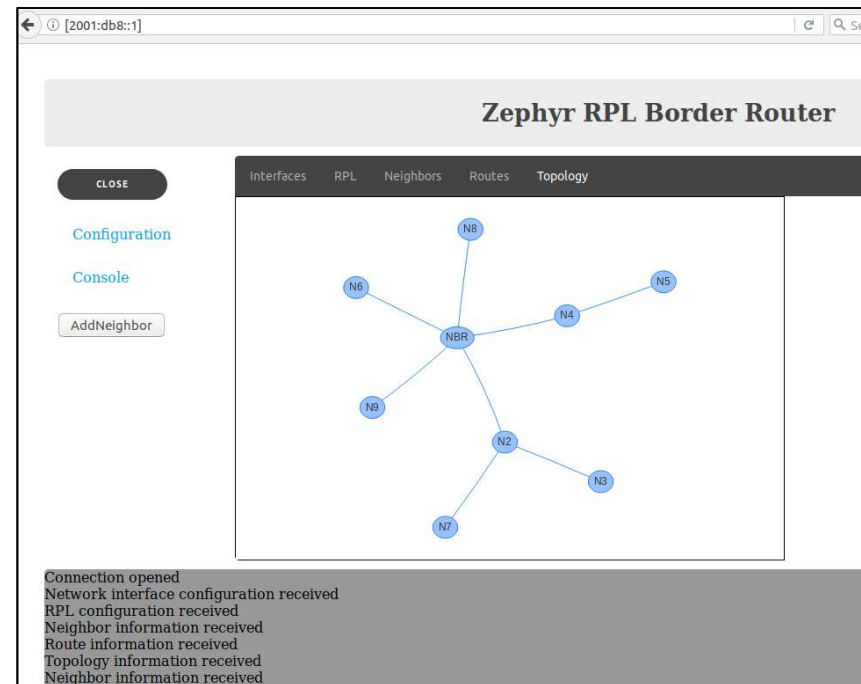 [2001:db8::1]
Zephyr RPL Border Router
CLOSE
Configuration
Console
AddNeighbor
Interfaces RPL Neighbors Routes Topology
N8
N6
N5
N4
NBR
N9
N2
N3
N7
Connection opened
Network interface configuration received
RPL configuration received
Neighbor information received
Route information received
Topology information received
Neighbor information received